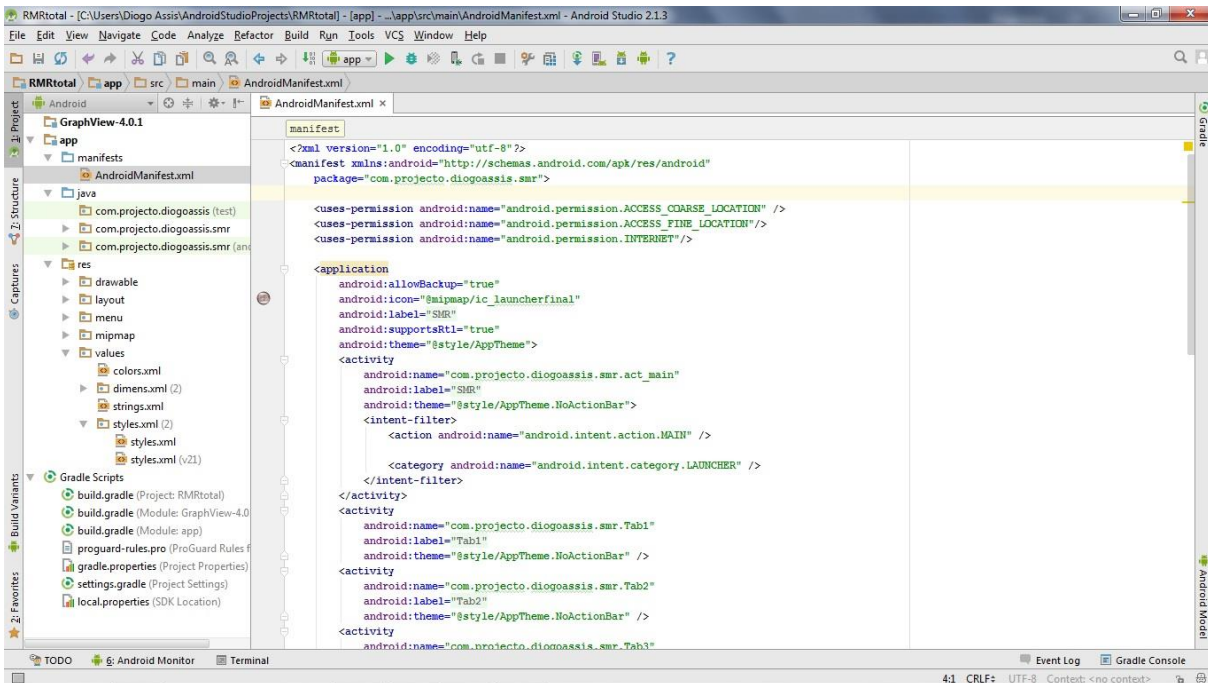 RMRtotal - [C:\Users\Diogo Assis\AndroidStudioProjects\RMRtotal] - [app] - ...\app\src\main\AndroidManifest.xml - Android Studio 2.1.3
File Edit View Navigate Code Analyze Refactor Build Run Tools VCS Window Help
app
RMRtotal app src main AndroidManifest.xml
Android
AndroidManifest.xml
1: Project
7: Structure
Captures
Build Variants
2: Favorites
GraphView-4.0.1
app
manifests
AndroidManifest.xml
java
com.projecto.diogoassis (test)
com.projecto.diogoassis.smr
com.projecto.diogoassis.smr (and
res
drawable
layout
menu
mipmap
values
colors.xml
dimens.xml (2)
strings.xml
styles.xml (2)
styles.xml
styles.xml (v21)
Gradle Scripts
build.gradle (Project: RMRtotal)
build.gradle (Module: GraphView-4.0
build.gradle (Module: app)
proguard-rules.pro (ProGuard Rules f
gradle.properties (Project Properties)
settings.gradle (Project Settings)
local.properties (SDK Location)
manifest
<?xml version="1.0" encoding="utf-8"?>
<manifest xmlns:android="http://schemas.android.com/apk/res/android"
package="com.projecto.diogoassis.smr">
<uses-permission android:name="android.permission.ACCESS_COARSE_LOCATION" />
<uses-permission android:name="android.permission.ACCESS_FINE_LOCATION"/>
<uses-permission android:name="android.permission.INTERNET"/>
<application
android:allowBackup="true"
android:icon="@mipmap/ic_launcherfinal"
android:label="SMR"
android:supportsRtl="true"
android:theme="@style/AppTheme">
<activity
android:name="com.projecto.diogoassis.smr.act_main"
android:label="SMR"
android:theme="@style/AppTheme.NoActionBar">
<intent-filter>
<action android:name="android.intent.action.MAIN" />
<category android:name="android.intent.category.LAUNCHER" />
</intent-filter>
</activity>
<activity
android:name="com.projecto.diogoassis.smr.Tab1"
android:label="Tab1"
android:theme="@style/AppTheme.NoActionBar" />
<activity
android:name="com.projecto.diogoassis.smr.Tab2"
android:label="Tab2"
android:theme="@style/AppTheme.NoActionBar" />
<activity
android:name="com.projecto.diogoassis.smr.Tab3"
Gradle
Android Model
TODO 6: Android Monitor Terminal Event Log Gradle Console
4:1 CRLF UTF-8 Context: <no context>